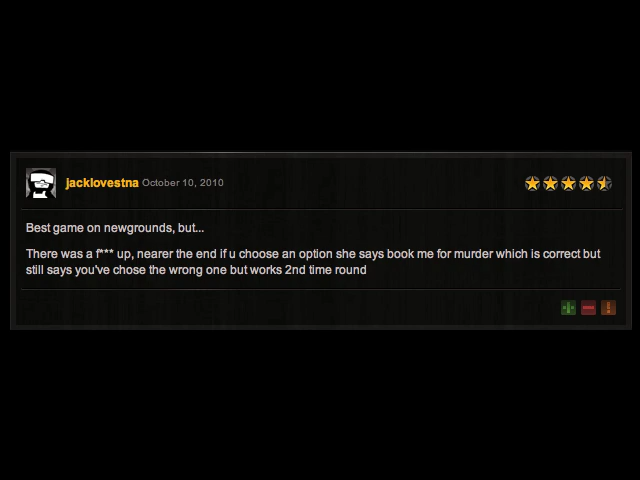 jacklovestna October 10, 2010
Best game on newgrounds, but...
There was a f*** up, nearer the end if u choose an option she says book me for murder which is correct but
still says you've chose the wrong one but works 2nd time round